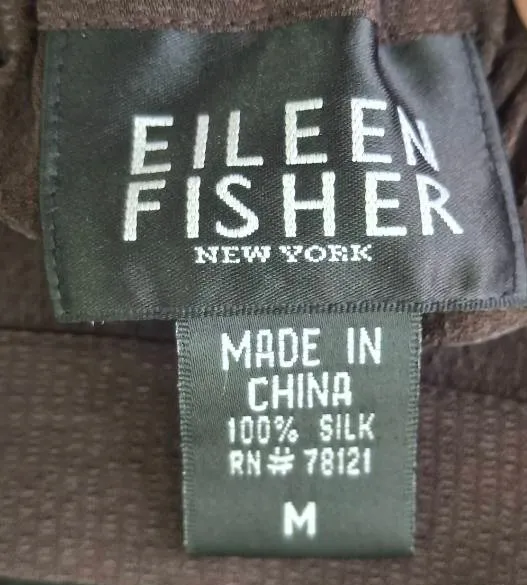 EILEEN
FISHER
NEW YORK
MADE IN
CHINA
100% SILK
RN# 78121
M